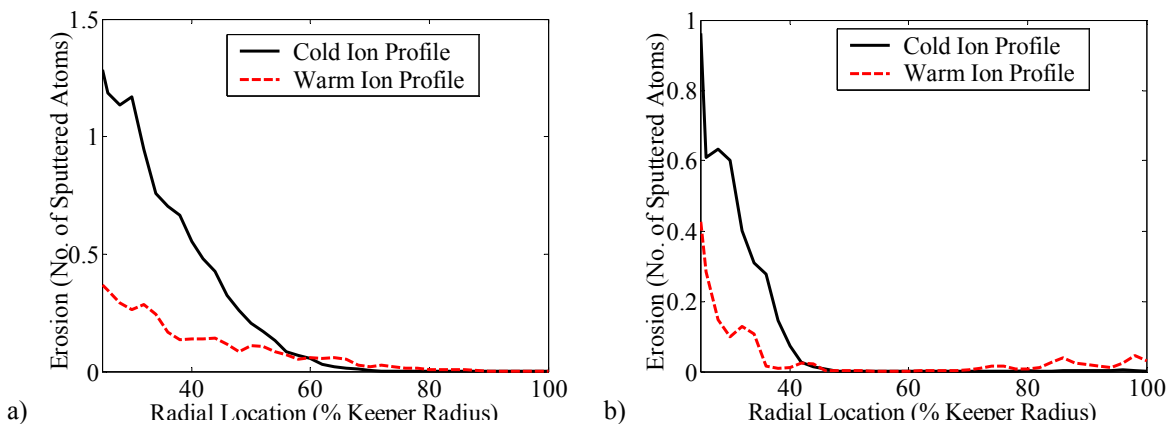 a)
Erosion (No. of Sputtered Atoms)
1.5
1
0.5
0
40
60
80
100
Radial Location (% Keeper Radius)
Cold Ion Profile
Warm Ion Profile
b)
Erosion (No. of Sputtered Atoms)
1
0.8
0.6
0.4
0.2
0
40
60
80
100
Radial Location (% Keeper Radius)
Cold Ion Profile
Warm Ion Profile